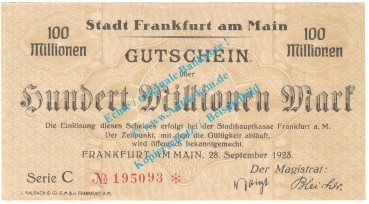 Stadt Frankfurt am Main
100 Millionen
100 Millionen
GUTSCHEIN
über
Hundert Millionen Mark
Die Einlösung dieses Scheines erfolgt bei der Stadthauptkasse Frankfurt a. M.
Der Zeitpunkt, mit dem die Gültigkeit abläuft,
wird öffentlich bekanntgemacht.
FRANKFURT AM MAIN, 28. September 1923.
Der Magistrat:
Serie C № 195093 *